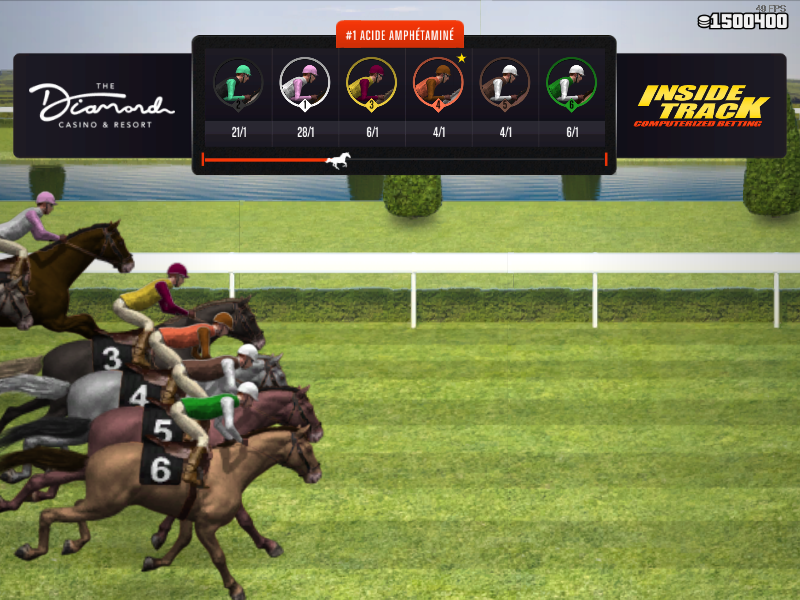 49 FPS
1500400
#1 ACIDE AMPHÉTAMINÉ
THE
Diamond
CASINO & RESORT
2 1 3 4 5 6
21/1 28/1 6/1 4/1 4/1 6/1
INSIDE
TRACK
COMPUTERIZED BETTING
3
4
5
6